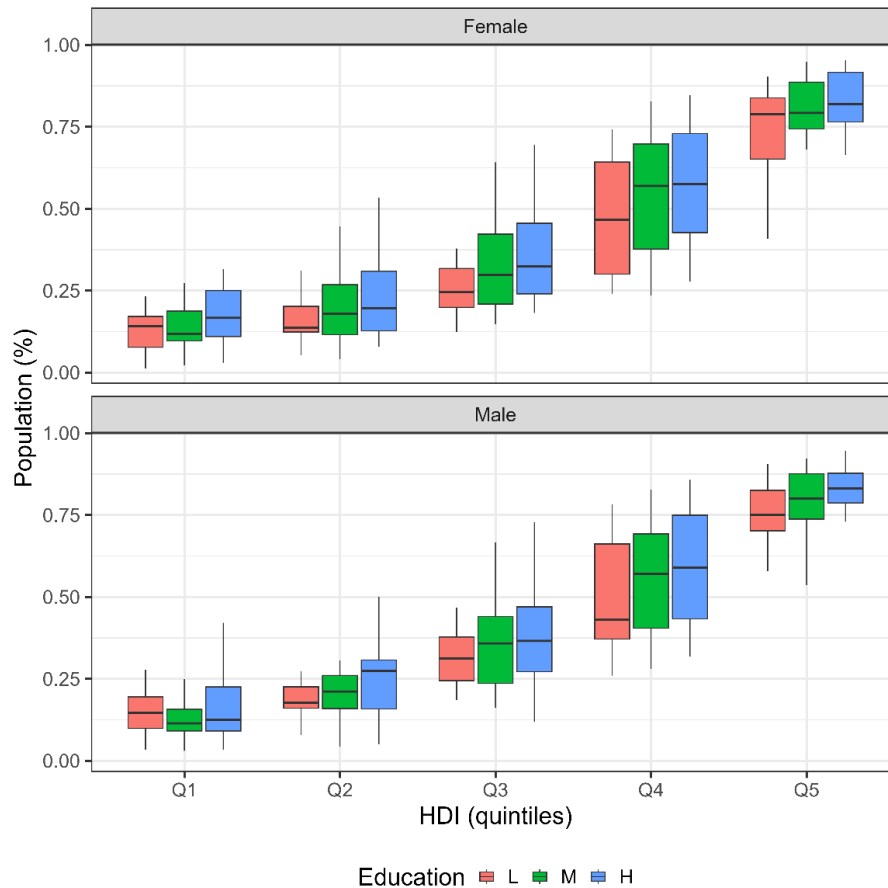 Female
1.00
0.75
0.50
0.25
0.00
Male
1.00
0.75
0.50
0.25
0.00
Population (%)
Q1 Q2 Q3 Q4 Q5
HDI (quintiles)
Education L M H